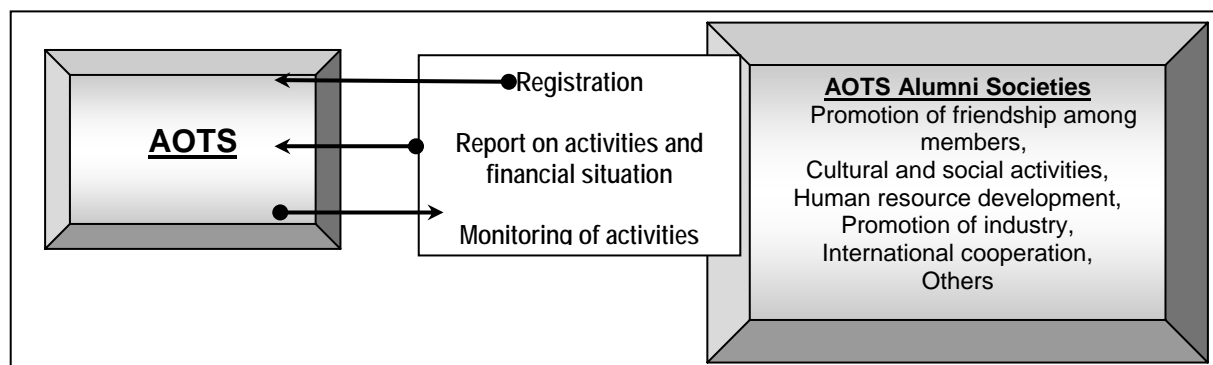 AOTS
Registration
Report on activities and
financial situation
Monitoring of activities
AOTS Alumni Societies
Promotion of friendship among
members,
Cultural and social activities,
Human resource development,
Promotion of industry,
International cooperation,
Others